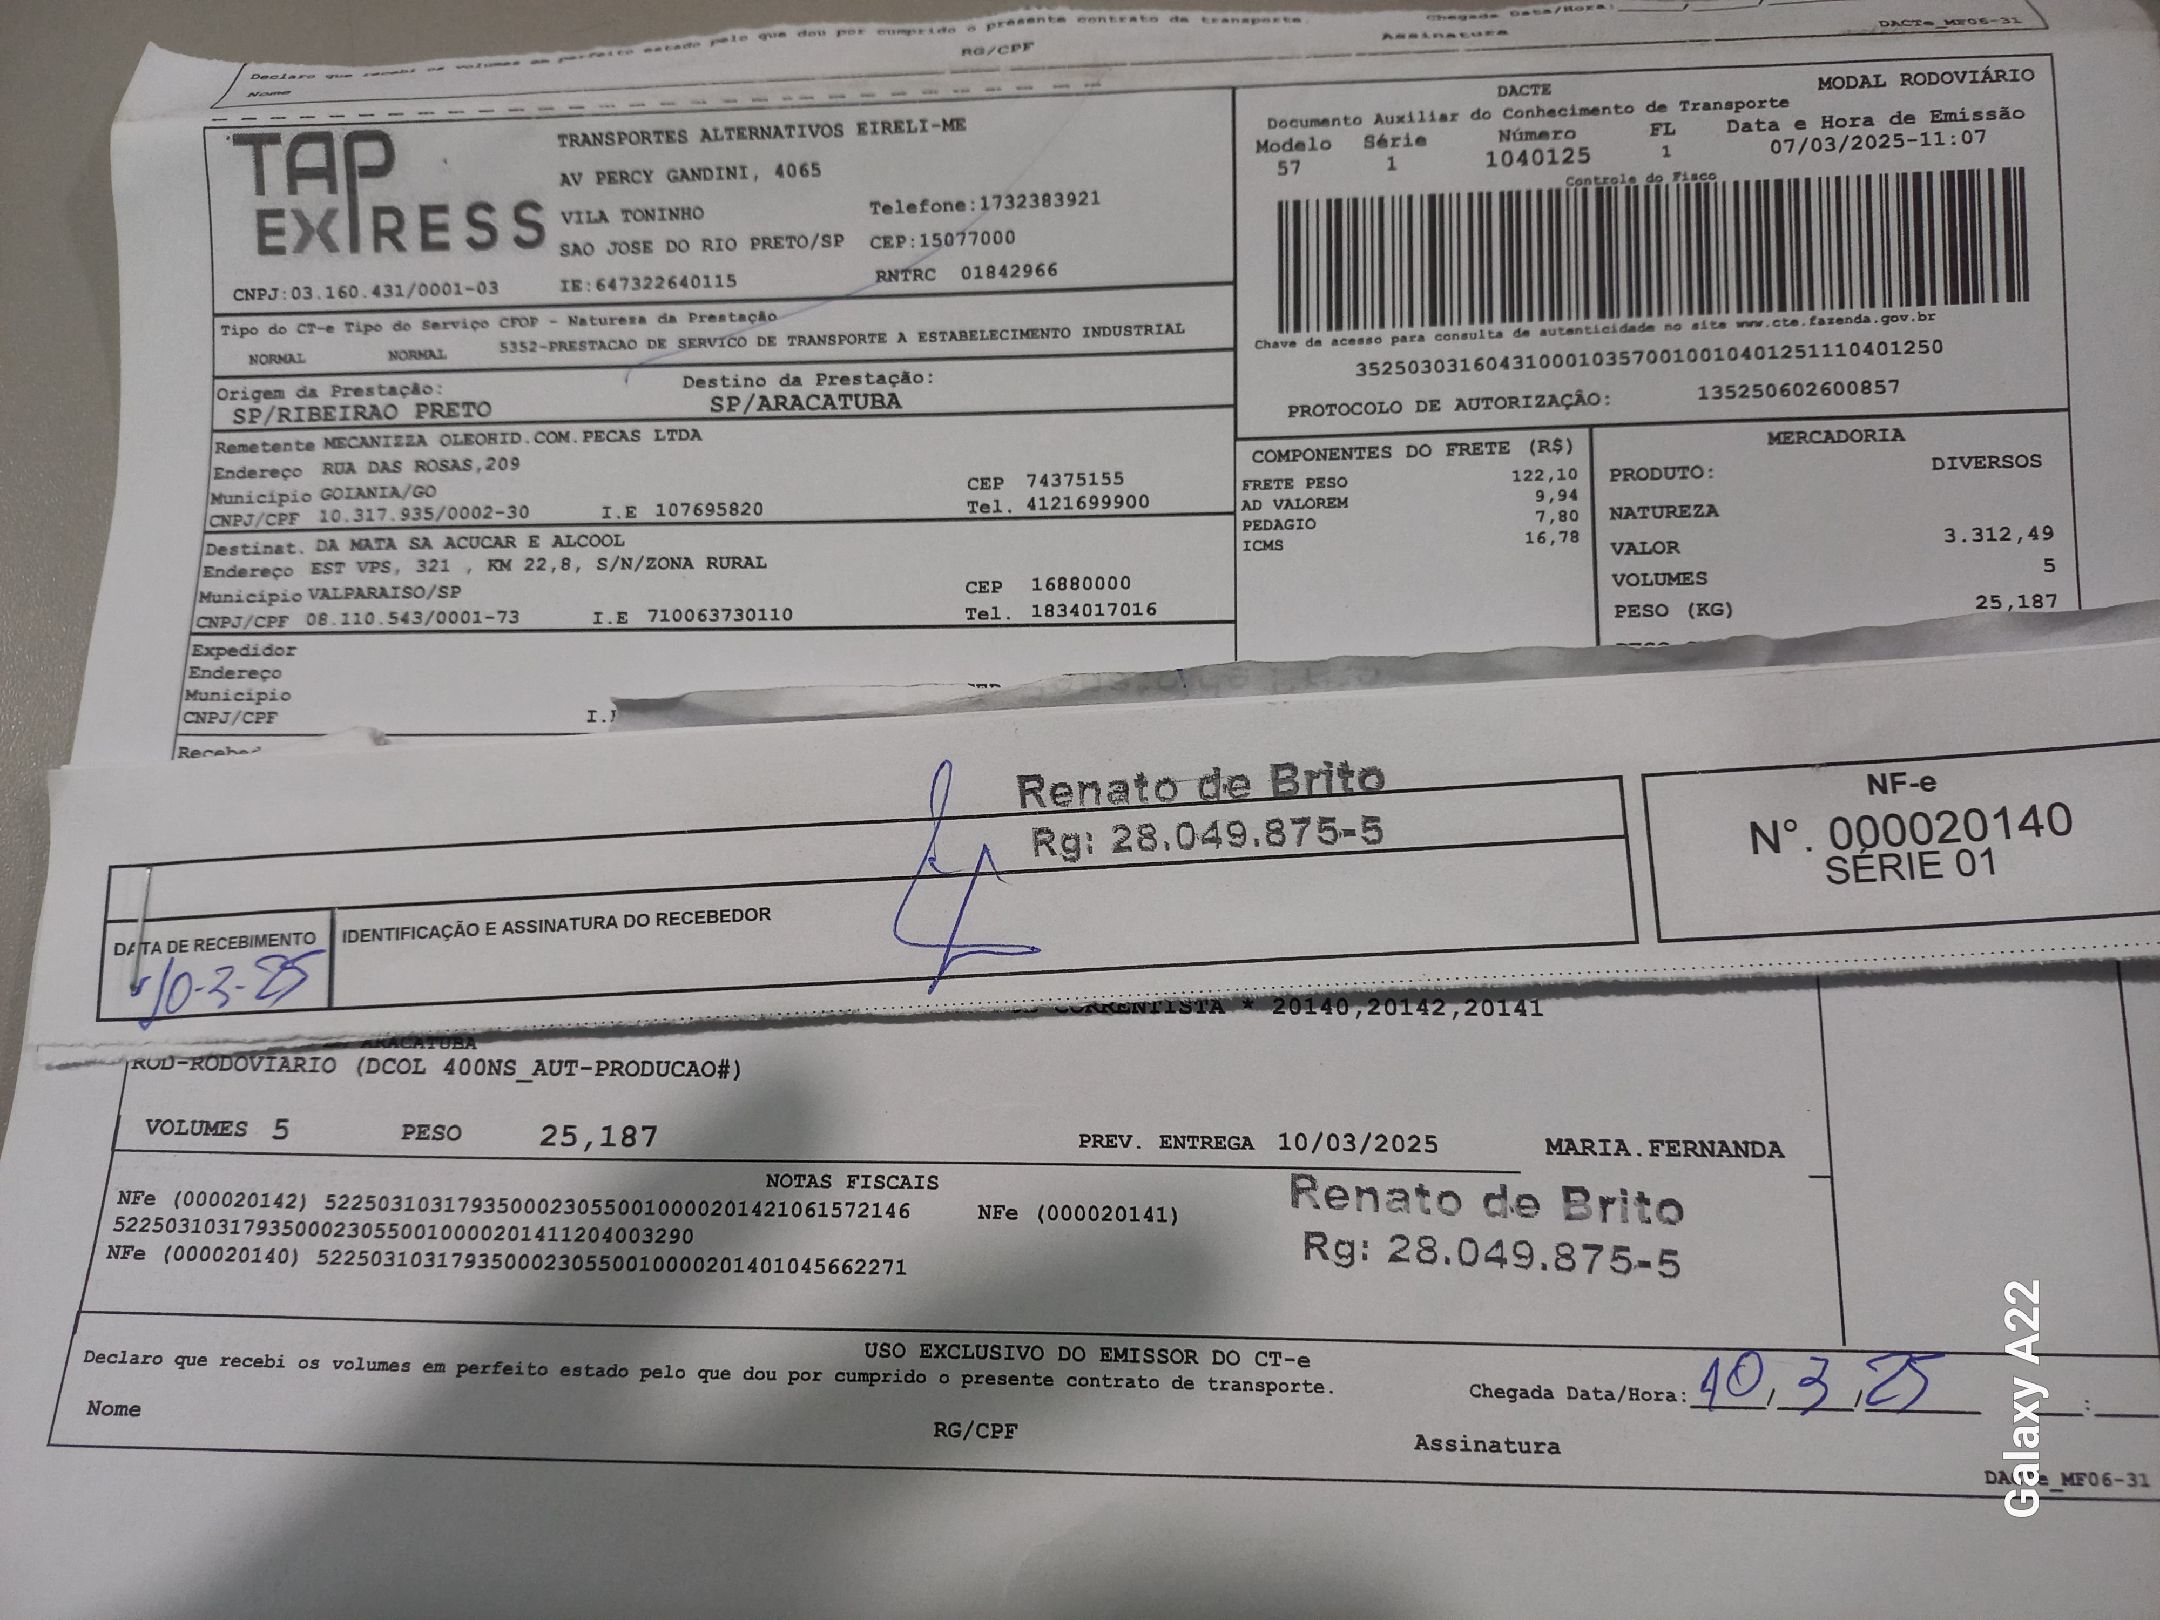 Declaro que recebi os volumes em perfeito estado pelo que dou por cumprido o presente contrato de transporte.
Chegada Data/Hora:
Nome
RG/CPF
Assinatura
DACTe_MF06-31
TAP EXPRESS
TRANSPORTES ALTERNATIVOS EIRELI-ME
AV PERCY GANDINI, 4065
VILA TONINHO
Telefone:1732383921
SAO JOSE DO RIO PRETO/SP CEP:15077000
CNPJ:03.160.431/0001-03 IE:647322640115 RNTRC 01842966
DACTE
MODAL RODOVIÁRIO
Documento Auxiliar do Conhecimento de Transporte
Modelo Série Número FL Data e Hora de Emissão
57 1 1040125 1 07/03/2025-11:07
Controle do Fisco
Chave de acesso para consulta de autenticidade no site www.cte.fazenda.gov.br
35250303160431000103570010010401251110401250
PROTOCOLO DE AUTORIZAÇÃO: 135250602600857
Tipo do CT-e Tipo do Serviço CFOP - Natureza da Prestação
NORMAL NORMAL 5352-PRESTACAO DE SERVICO DE TRANSPORTE A ESTABELECIMENTO INDUSTRIAL
Origem da Prestação: Destino da Prestação:
SP/RIBEIRAO PRETO SP/ARACATUBA
Remetente MECANIZZA OLEOHID.COM.PECAS LTDA
Endereço RUA DAS ROSAS,209
Municipio GOIANIA/GO CEP 74375155
CNPJ/CPF 10.317.935/0002-30 I.E 107695820 Tel. 4121699900
Destinat. DA MATA SA ACUCAR E ALCOOL
Endereço EST VPS, 321 , KM 22,8, S/N/ZONA RURAL
Municipio VALPARAISO/SP CEP 16880000
CNPJ/CPF 08.110.543/0001-73 I.E 710063730110 Tel. 1834017016
Expedidor
Endereço
Municipio
CNPJ/CPF
COMPONENTES DO FRETE (R$)
FRETE PESO 122,10
AD VALOREM 9,94
PEDAGIO 7,80
ICMS 16,78
MERCADORIA
PRODUTO: DIVERSOS
NATUREZA
VALOR 3.312,49
VOLUMES 5
PESO (KG) 25,187
Renato de Brito
Rg: 28.049.875-5
NF-e
N°. 000020140
SÉRIE 01
DATA DE RECEBIMENTO
10-3-25
IDENTIFICAÇÃO E ASSINATURA DO RECEBEDOR
CORRENTISTA * 20140,20142,20141
ARACATUBA
ROD-RODOVIARIO (DCOL 400NS_AUT-PRODUCAO#)
VOLUMES 5 PESO 25,187 PREV. ENTREGA 10/03/2025 MARIA.FERNANDA
NOTAS FISCAIS
NFe (000020142) 52250310317935000230550010000201421061572146 NFe (000020141)
52250310317935000230550010000201411204003290
NFe (000020140) 52250310317935000230550010000201401045662271
Renato de Brito
Rg: 28.049.875-5
USO EXCLUSIVO DO EMISSOR DO CT-e
Declaro que recebi os volumes em perfeito estado pelo que dou por cumprido o presente contrato de transporte.
Chegada Data/Hora: 10, 3, 25 :
Nome
RG/CPF
Assinatura
Galaxy A22